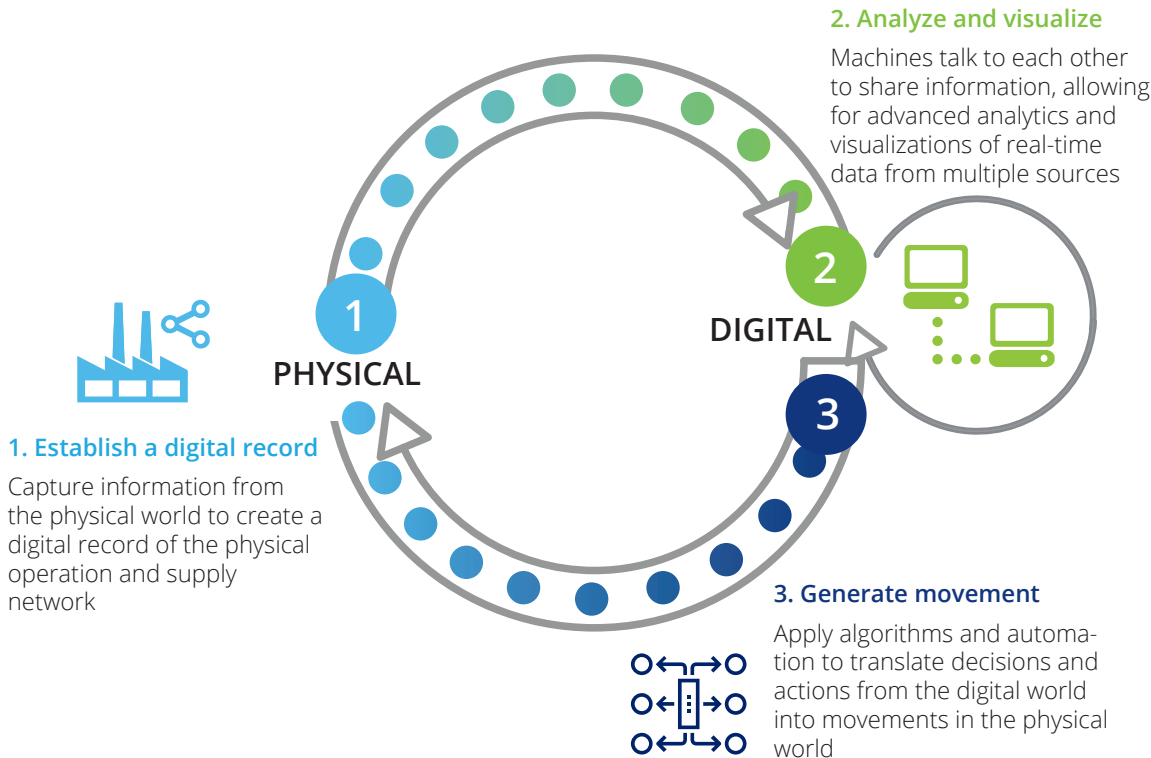 2. Analyze and visualize
Machines talk to each other
to share information, allowing
for advanced analytics and
visualizations of real-time
data from multiple sources
1
2
PHYSICAL
DIGITAL
3
1. Establish a digital record
Capture information from
the physical world to create a
digital record of the physical
operation and supply
network
3. Generate movement
Apply algorithms and automa-
tion to translate decisions and
actions from the digital world
into movements in the physical
world